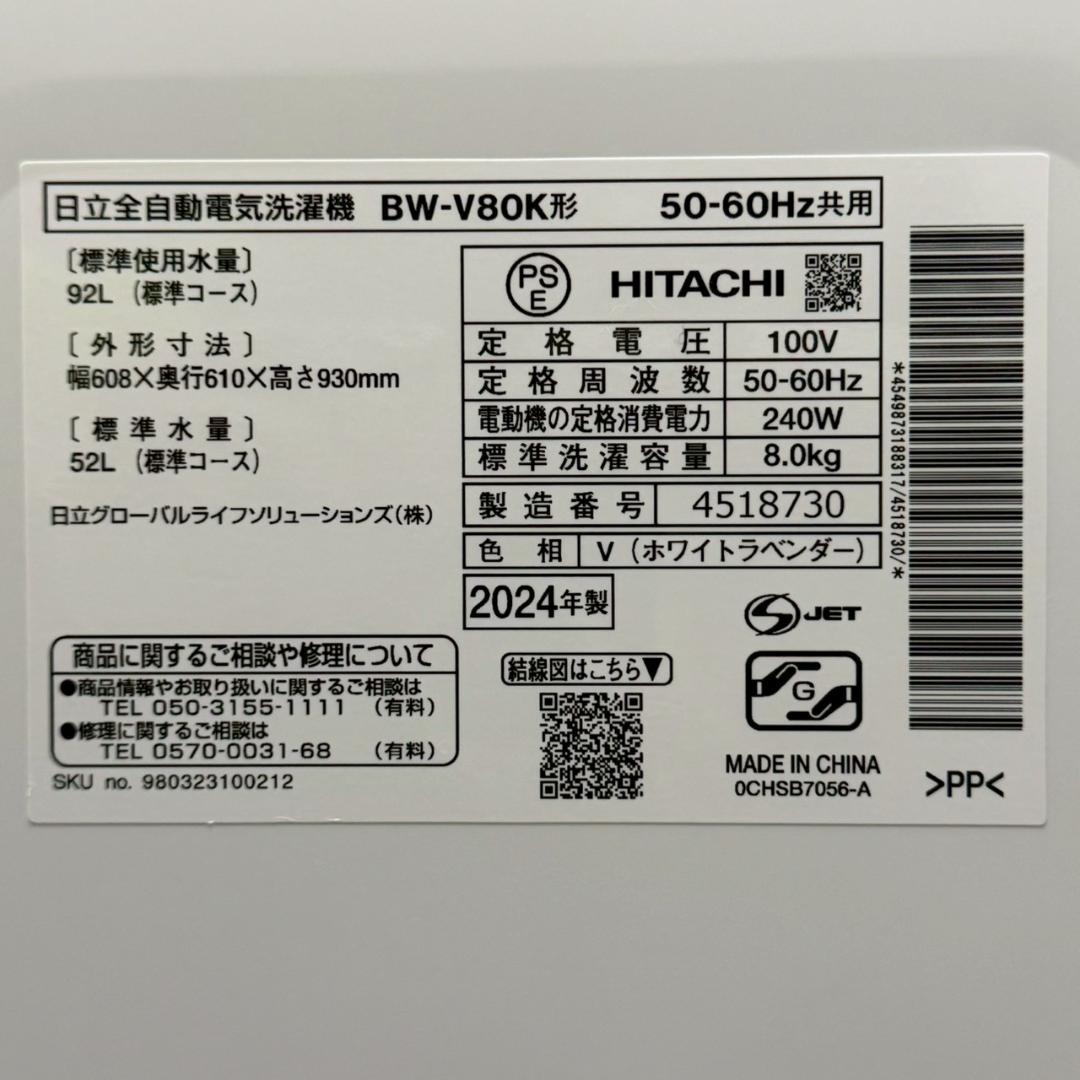 日立全自動電気洗濯機 BW-V80K形 50-60Hz共用
〔標準使用水量〕
92L (標準コース)
〔外形寸法〕
幅608×奥行610×高さ930mm
〔標準水量〕
52L (標準コース)
日立グローバルライフソリューションズ(株)
PS
E
HITACHI
定格電圧 100V
定格周波数 50-60Hz
電動機の定格消費電力 240W
標準洗濯容量 8.0kg
製造番号 4518730
色相 V (ホワイトラベンダー)
2024年製
商品に関するご相談や修理について
●商品情報やお取り扱いに関するご相談は
TEL 050-3155-1111 (有料)
●修理に関するご相談は
TEL 0570-0031-68 (有料)
SKU no. 980323100212
結線図はこちら▼
S JET
G
MADE IN CHINA
0CHSB7056-A
>PP<
*4549873188317/4518730/*